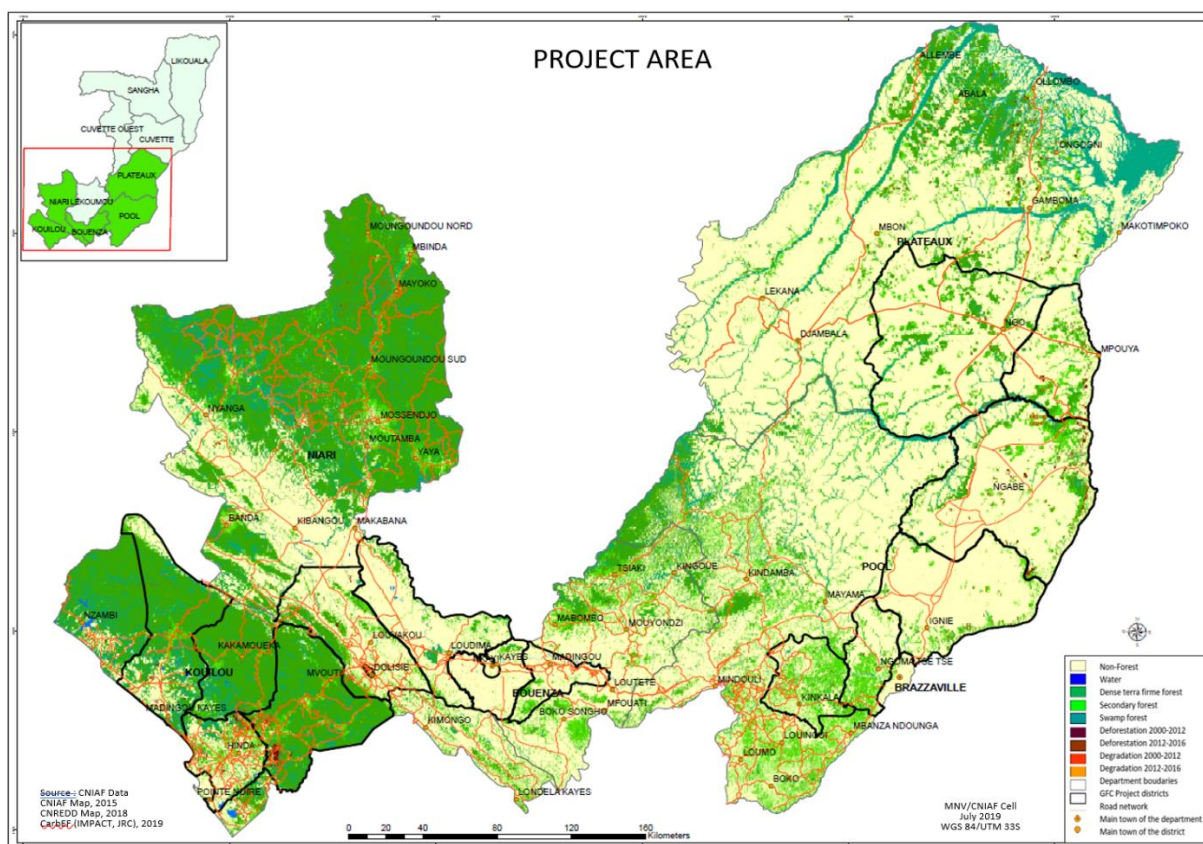 PROJECT AREA
LIKOUALA
SANGHA
CUVETTE OUEST
CUVETTE
PLATEAUX
NIARI
LEKOUMOU
POOL
KOUILOU
BOUENZA
ALLEMBE
ABALA
OLLOMBO
ONGOGNI
GAMBOMA
MAKOTIMPOKO
MBON
PLATEAUX
LEKANA
DJAMBALA
NGO
MPOUYA
MOUNGOUNDOU NORD
MBINDA
MAYOKO
MOUNGOUNDOU SUD
NYANGA
MOSSENDJO
MOUTAMBA
YAYA
NIARI
BANDA
KIBANGOU
MAKABANA
NGABE
POOL
TSIAKI
KINGOUE
KINDAMBA
MAYAMA
IGNIE
MABOMBO
MOUYONDZI
NZAMBI
KAKAMOUEKA
KOUILOU
MVOUTI
LOUVAKOU
DOLISIE
LOUDIMA
KAYES
MADINGOU
BOUENZA
LOUTETE
MFOUATI
BOKO SONGHO
MINDOULI
KINKALA
NGOMA TSE TSE
BRAZZAVILLE
MBANZA NDOUNGA
LOUINGUI
LOUMO
BOKO
KIMONGO
LONDELA KAYES
MADINGOU KAYES
HINDA
POINTE NOIRE
Source : CNIAF Data
CNIAF Map, 2015
CNREDD Map, 2018
CarbEF (IMPACT, JRC), 2019
0 20 40 80 120 160
Kilometers
MNV/CNIAF Cell
July 2019
WGS 84/UTM 33S
Non-Forest
Water
Dense terra firme forest
Secondary forest
Swamp forest
Deforestation 2000-2012
Deforestation 2012-2016
Degradation 2000-2012
Degradation 2012-2016
Department boudaries
GFC Project districts
Road network
Main town of the department
Main town of the district